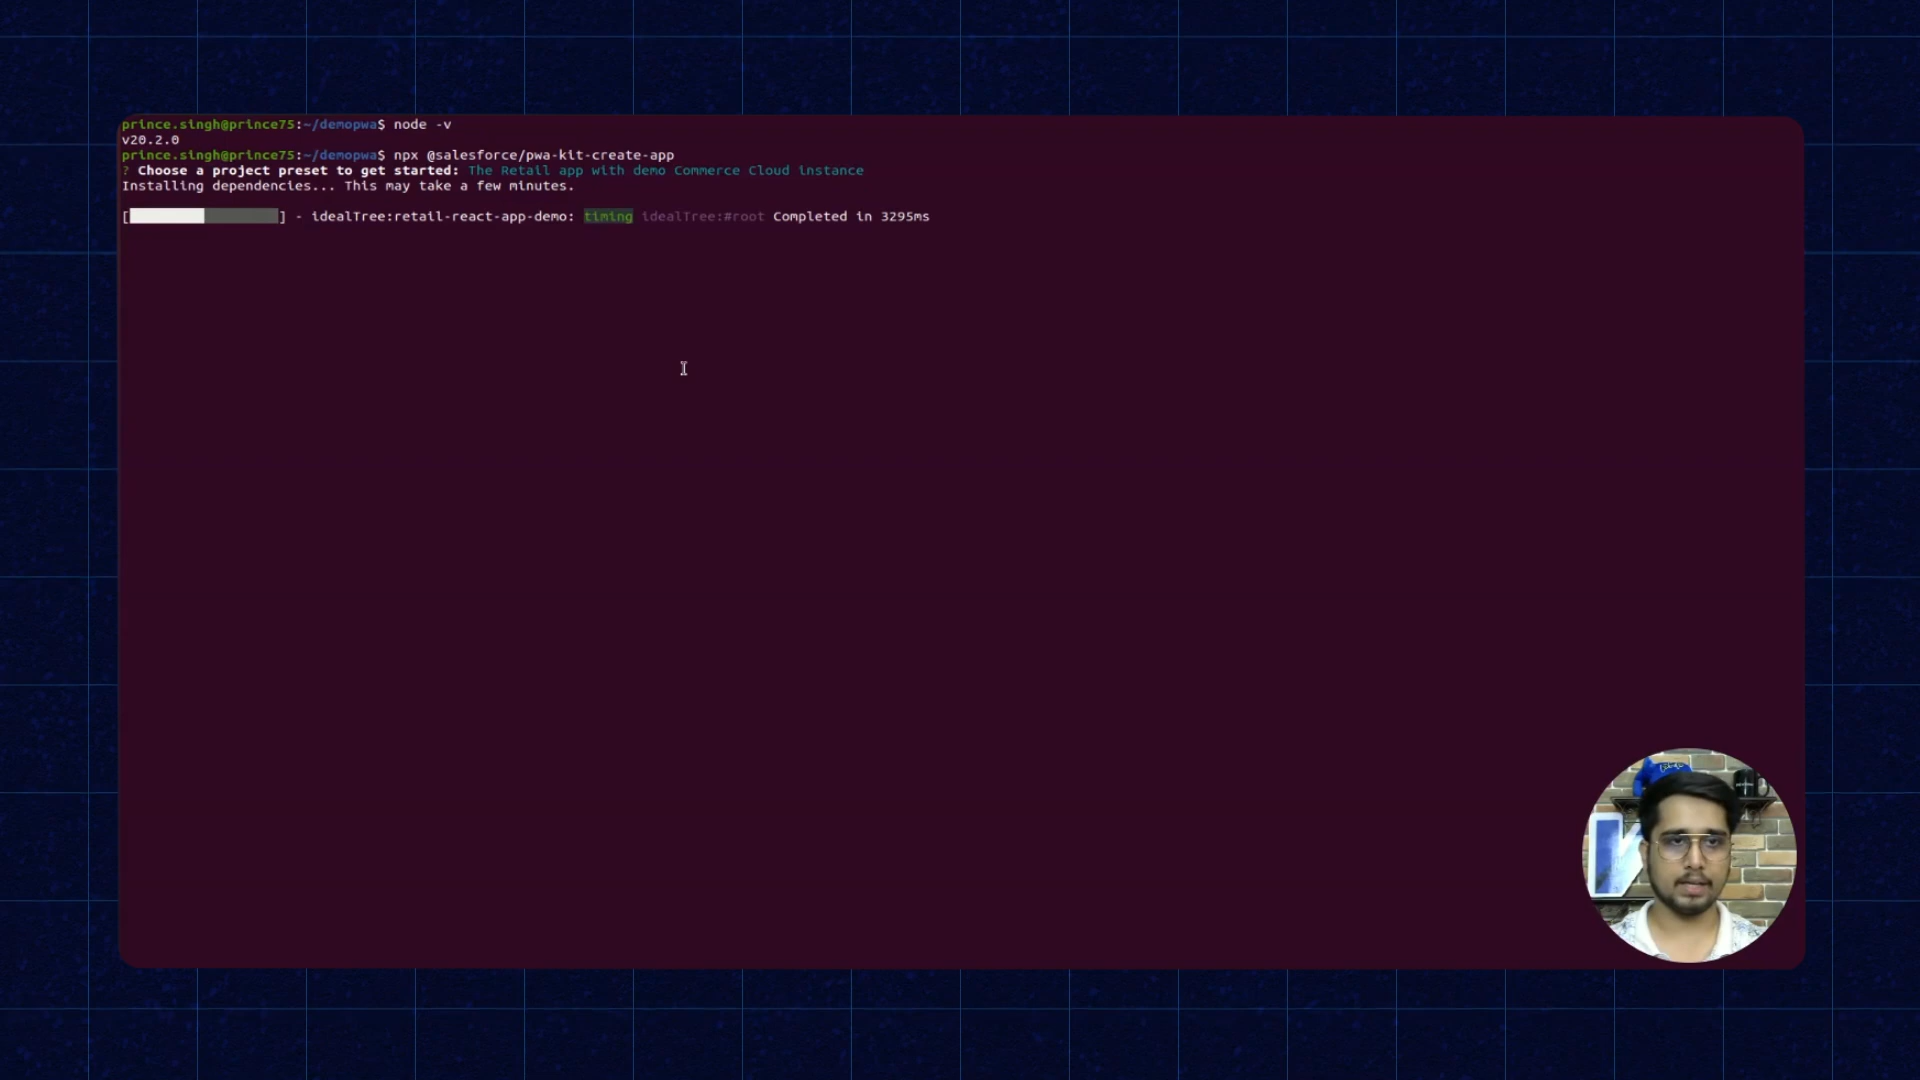 prince.singh@prince75:~/demopwa$ node -v
v20.2.0
prince.singh@prince75:~/demopwa$ npx @salesforce/pwa-kit-create-app
? Choose a project preset to get started: The Retail app with demo Commerce Cloud instance
Installing dependencies... This may take a few minutes.
[ ] - idealTree:retail-react-app-demo: timing idealTree:#root Completed in 3295ms